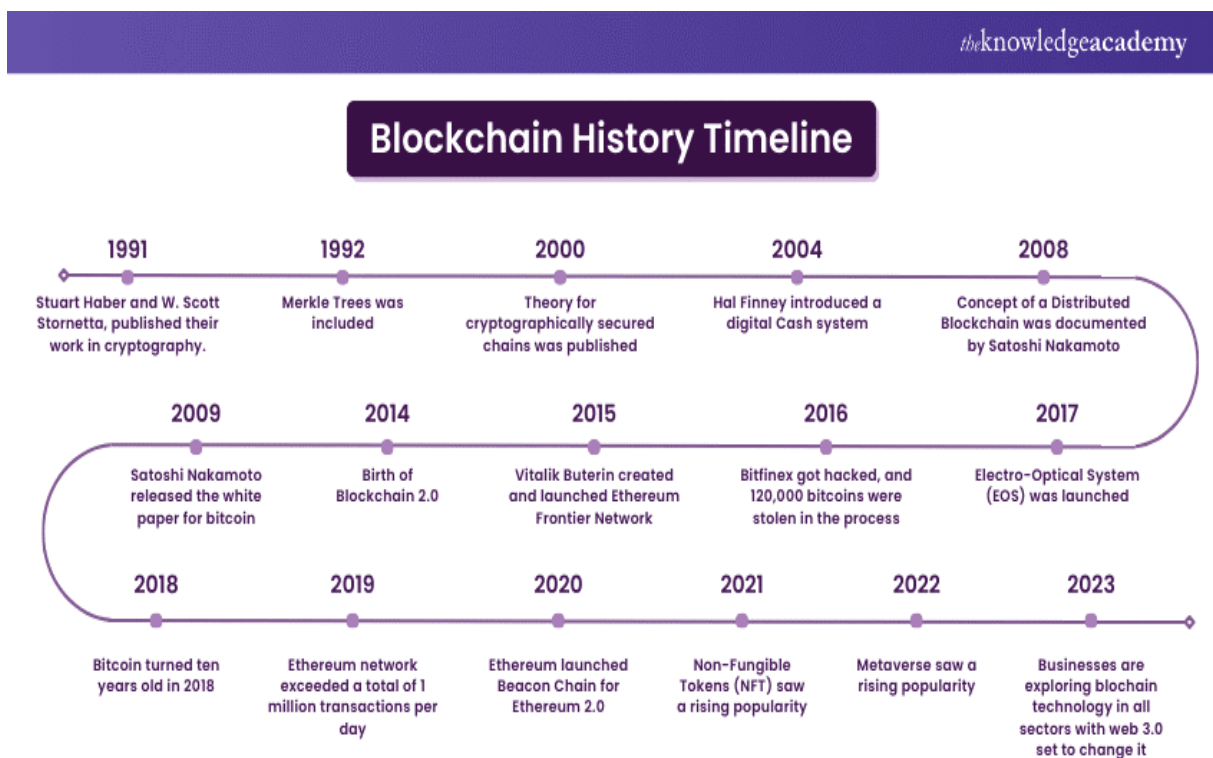 theknowledgeacademy
Blockchain History Timeline
1991
Stuart Haber and W. Scott
Stornetta, published their
work in cryptography.
1992
Merkle Trees was
included
2000
Theory for
cryptographically secured
chains was published
2004
Hal Finney introduced a
digital Cash system
2008
Concept of a Distributed
Blockchain was documented
by Satoshi Nakamoto
2009
Satoshi Nakamoto
released the white
paper for bitcoin
2014
Birth of
Blockchain 2.0
2015
Vitalik Buterin created
and launched Ethereum
Frontier Network
2016
Bitfinex got hacked, and
120,000 bitcoins were
stolen in the process
2017
Electro-Optical System
(EOS) was launched
2018
Bitcoin turned ten
years old in 2018
2019
Ethereum network
exceeded a total of 1
million transactions per
day
2020
Ethereum launched
Beacon Chain for
Ethereum 2.0
2021
Non-Fungible
Tokens (NFT) saw
a rising popularity
2022
Metaverse saw a
rising popularity
2023
Businesses are
exploring blochain
technology in all
sectors with web 3.0
set to change it